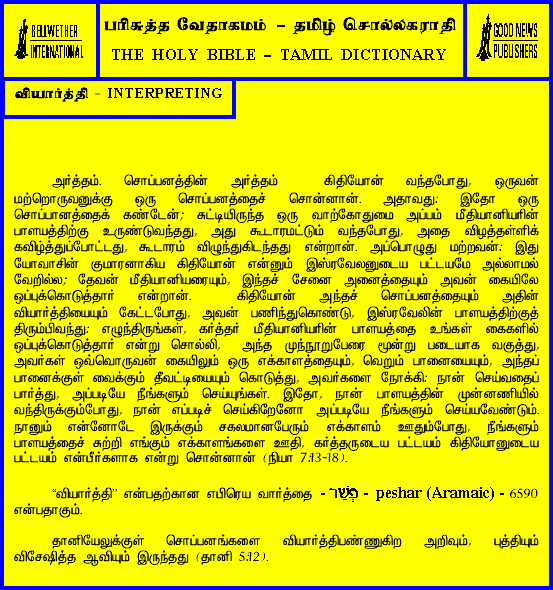 BELLWETHER
INTERNATIONAL
பரிசுத்த வேதாகமம் – தமிழ் சொல்லகராதி
THE HOLY BIBLE – TAMIL DICTIONARY
GOOD NEWS
PUBLISHERS
வியார்த்தி - INTERPRETING
அர்த்தம். சொப்பனத்தின் அர்த்தம் கிதியோன் வந்தபோது, ஒருவன்
மற்றொருவனுக்கு ஒரு சொப்பனத்தைச் சொன்னான். அதாவது: இதோ ஒரு
சொப்பானத்தைக் கண்டேன்; சுட்டியிருந்த ஒரு வாற்கோதுமை அப்பம் மீதியானியரின்
பாளயத்திற்கு உருண்டுவந்தது, அது கூடாரமட்டும் வந்தபோது, அதை விழத்தள்ளிக்
கவிழ்த்துப்போட்டது, கூடாரம் விழுந்துகிடந்தது என்றான். அப்பொழுது மற்றவன்: இது
யோவாசின் குமாரனாகிய கிதியோன் என்னும் இஸ்ரவேலனுடைய பட்டயமே அல்லாமல்
வேறில்ல; தேவன் மீதியானியரையும், இந்தச் சேனை அனைத்தையும் அவன் கையிலே
ஒப்புக்கொடுத்தார் என்றான். கிதியோன் அந்தச் சொப்பனத்தையும் அதின்
வியார்த்தியையும் கேட்டபோது, அவன் பணிந்துகொண்டு, இஸ்ரவேலின் பாளயத்திற்குத்
திரும்பிவந்து: எழுந்திருங்கள், கர்த்தர் மீதியானியரின் பாளயத்தை உங்கள் கைகளில்
ஒப்புக்கொடுத்தார் என்று சொல்லி, அந்த முந்நூறுபேரை மூன்று படையாக வகுத்து,
அவர்கள் ஒவ்வொருவன் கையிலும் ஒரு எக்காளத்தையும், வெறும் பானையையும், அந்தப்
பானைக்குள் வைக்கும் தீவட்டியையும் கொடுத்து, அவர்களை நோக்கி: நான் செய்வதைப்
பார்த்து, அப்படியே நீங்களும் செய்யுங்கள். இதோ, நான் பாளயத்தின் முன்னணியில்
வந்திருக்கும்போது, நான் எப்படிச் செய்கிறேனோ அப்படியே நீங்களும் செய்யவேண்டும்.
நானும் என்னோடே இருக்கும் சகலமானபேரும் எக்காளம் ஊதும்போது, நீங்களும்
பாளயத்தைச் சுற்றி எங்கும் எக்காளங்களை ஊதி, கர்த்தருடைய பட்டயம் கிதியோனுடைய
பட்டயம் என்பீர்களாக என்று சொன்னான் (நியா 7:13-18).
“வியார்த்தி” என்பதற்கான எபிரெய வார்த்தை - פְּשַׁר - peshar (Aramaic) - 6590
என்பதாகும்.
தானியேலுக்குள் சொப்பனங்களை வியார்த்திபண்ணுகிற அறிவும், புத்தியும்
விசேஷித்த ஆவியும் இருந்தது (தானி 5:12).